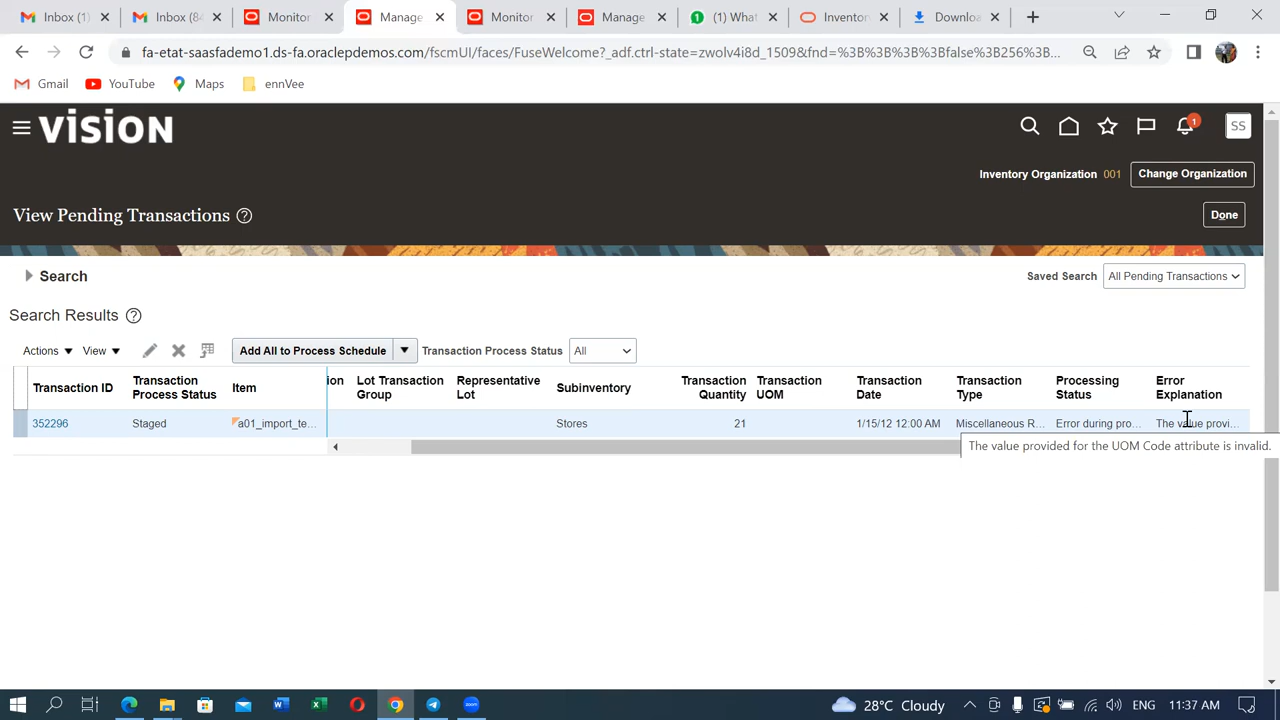 Inbox (1)
Inbox (84
Monitor
Manage
Monitor
Manage
(1) What
Inventor
Downloa
fa-etat-saasfademo1.ds-fa.oraclepdemos.com/fscmUI/faces/FuseWelcome?_adf.ctrl-state=zwolv4ild_1509&fnd=%3B%3B%3B%3Bfalse%3B256%3B...
Gmail
YouTube
Maps
ennVee
VISION
1
SS
Inventory Organization 001
Change Organization
View Pending Transactions ?
Done
Search
Saved Search
All Pending Transactions
Search Results ?
Actions
View
Add All to Process Schedule
Transaction Process Status
All
Transaction ID
Transaction Process Status
Item
ion
Lot Transaction Group
Representative Lot
Subinventory
Transaction Quantity
Transaction UOM
Transaction Date
Transaction Type
Processing Status
Error Explanation
352296
Staged
a01_import_te...
Stores
21
1/15/12 12:00 AM
Miscellaneous R...
Error during pro...
The value provi...
The value provided for the UOM Code attribute is invalid.
28°C Cloudy
ENG
11:37 AM